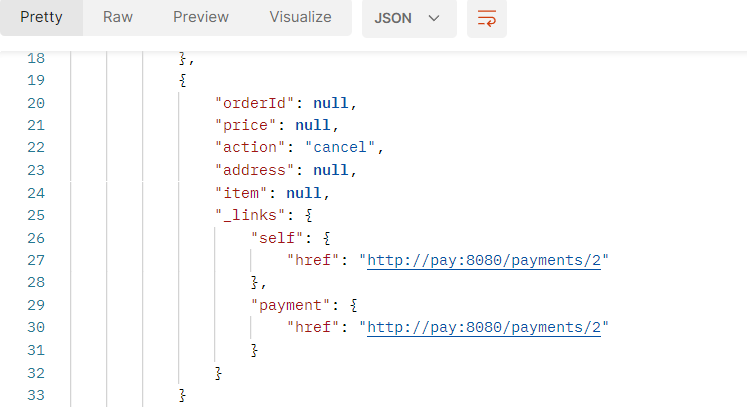 Pretty Raw Preview Visualize JSON
18 },
19 {
20 "orderId": null,
21 "price": null,
22 "action": "cancel",
23 "address": null,
24 "item": null,
25 "_links": {
26 "self": {
27 "href": "http://pay:8080/payments/2"
28 },
29 "payment": {
30 "href": "http://pay:8080/payments/2"
31 }
32 }
33 }